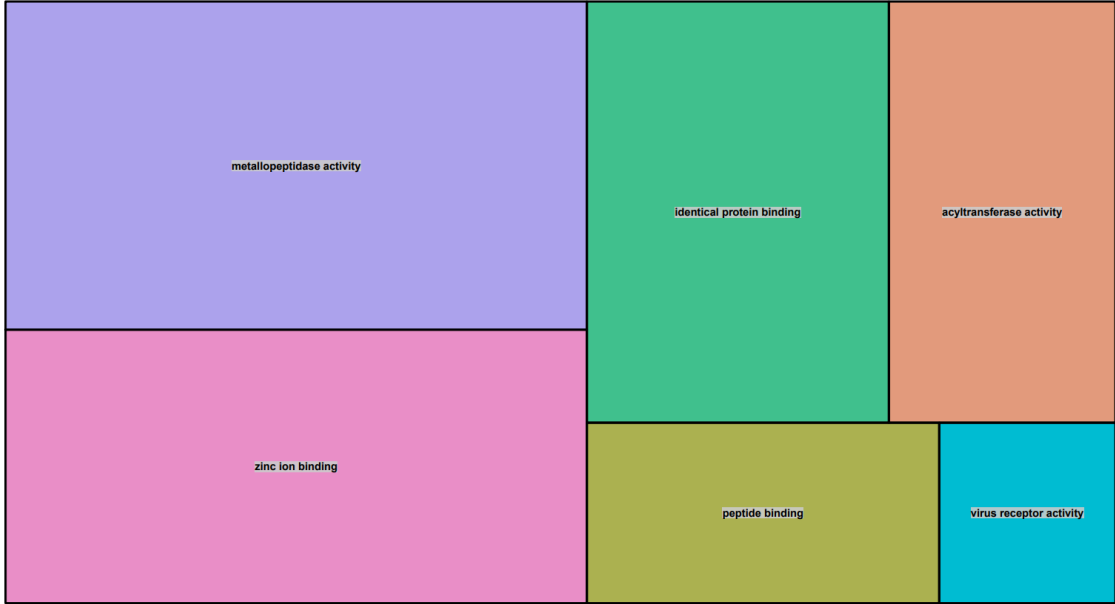 metallopeptidase activity
identical protein binding
acyltransferase activity
zinc ion binding
peptide binding
virus receptor activity